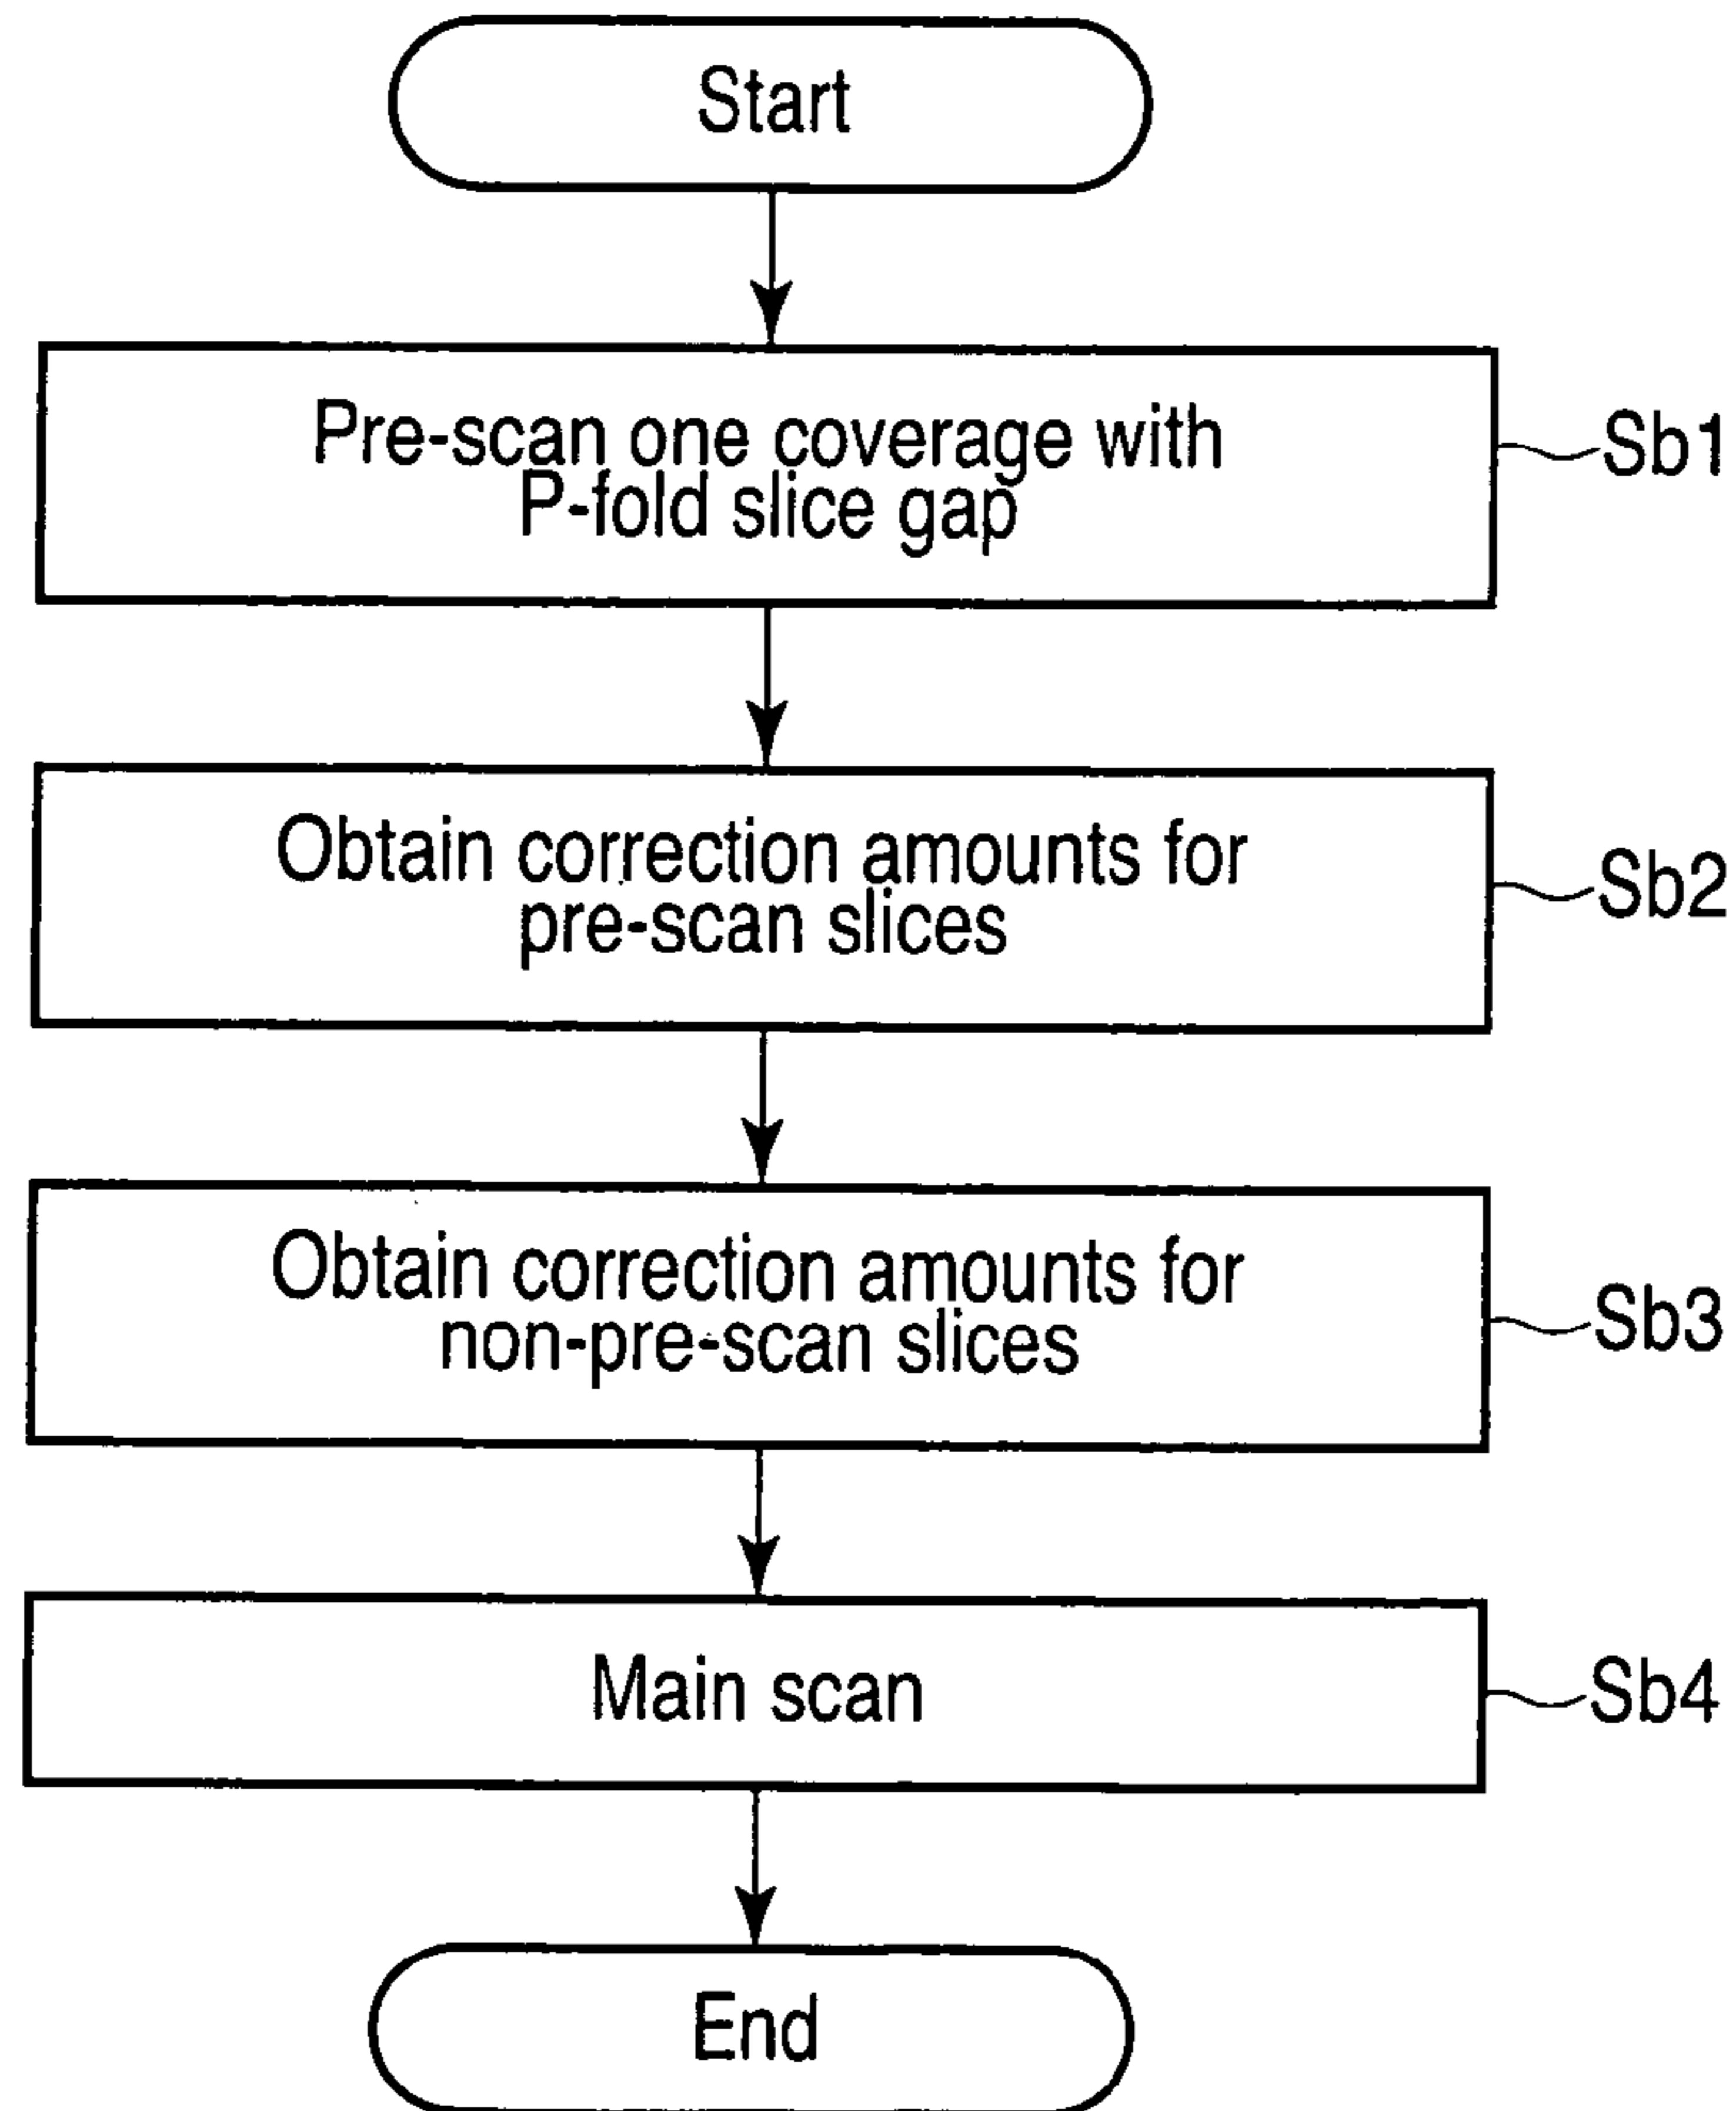 Start
Pre-scan one coverage with
P-fold slice gap
Sb1
Obtain correction amounts for
pre-scan slices
Sb2
Obtain correction amounts for
non-pre-scan slices
Sb3
Main scan
Sb4
End